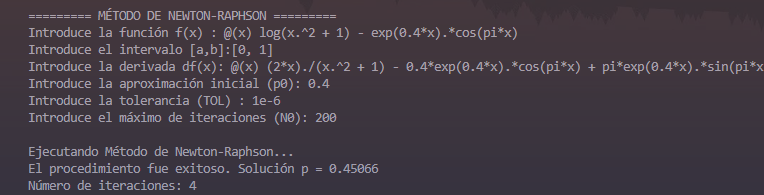 ========= MÉTODO DE NEWTON-RAPHSON =========
Introduce la función f(x) : @(x) log(x.^2 + 1) - exp(0.4*x).*cos(pi*x)
Introduce el intervalo [a,b]:[0, 1]
Introduce la derivada df(x): @(x) (2*x)./(x.^2 + 1) - 0.4*exp(0.4*x).*cos(pi*x) + pi*exp(0.4*x).*sin(pi*x
Introduce la aproximación inicial (p0): 0.4
Introduce la tolerancia (TOL) : 1e-6
Introduce el máximo de iteraciones (N0): 200
Ejecutando Método de Newton-Raphson...
El procedimiento fue exitoso. Solución p = 0.45066
Número de iteraciones: 4